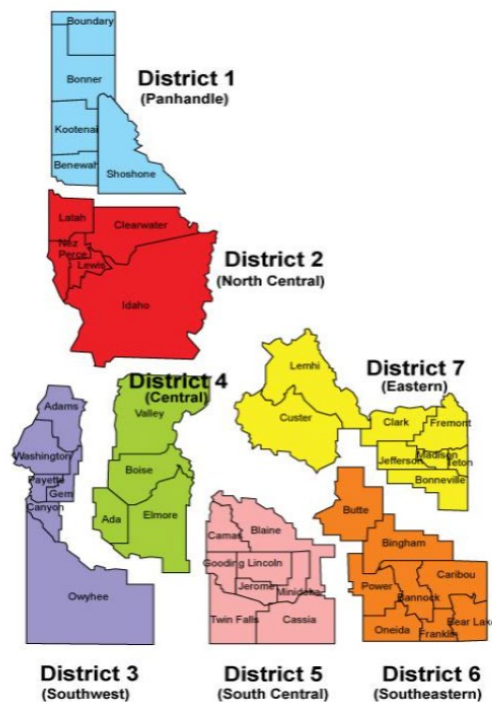 Boundary
Bonner
District 1
(Panhandle)
Kootenai
Benewah
Shoshone
Latah
Clearwater
Nez
Perce
Lewis
District 2
(North Central)
Idaho
Lemhi
District 7
(Eastern)
District 4
(Central)
Adams
Valley
Custer
Clark
Fremont
Washington
Madison
Jefferson
Teton
Boise
Bonneville
Payette
Gem
Canyon
Butte
Ada
Elmore
Blaine
Camas
Bingham
Gooding
Lincoln
Caribou
Power
Jerome
Minidoka
Bannock
Owyhee
Bear Lake
Twin Falls
Cassia
Oneida
Franklin
District 3
(Southwest)
District 5
(South Central)
District 6
(Southeastern)